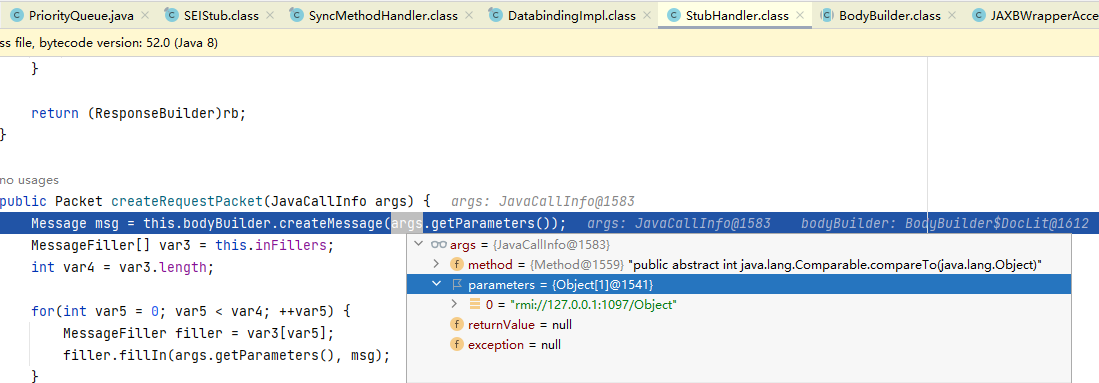 PriorityQueue.java SEIStub.class SyncMethodHandler.class DatabindingImpl.class StubHandler.class BodyBuilder.class JAXBWrapperAcce
ss file, bytecode version: 52.0 (Java 8)
}
return (ResponseBuilder)rb;
}
no usages
public Packet createRequestPacket(JavaCallInfo args) { args: JavaCallInfo@1583
Message msg = this.bodyBuilder.createMessage(args.getParameters()); args: JavaCallInfo@1583 bodyBuilder: BodyBuilder$DocLit@1612
MessageFiller[] var3 = this.inFillers;
int var4 = var3.length;
for(int var5 = 0; var5 < var4; ++var5) {
MessageFiller filler = var3[var5];
filler.fillIn(args.getParameters(), msg);
}
args = {JavaCallInfo@1583}
method = {Method@1559} "public abstract int java.lang.Comparable.compareTo(java.lang.Object)"
parameters = {Object[1]@1541}
0 = "rmi://127.0.0.1:1097/Object"
returnValue = null
exception = null